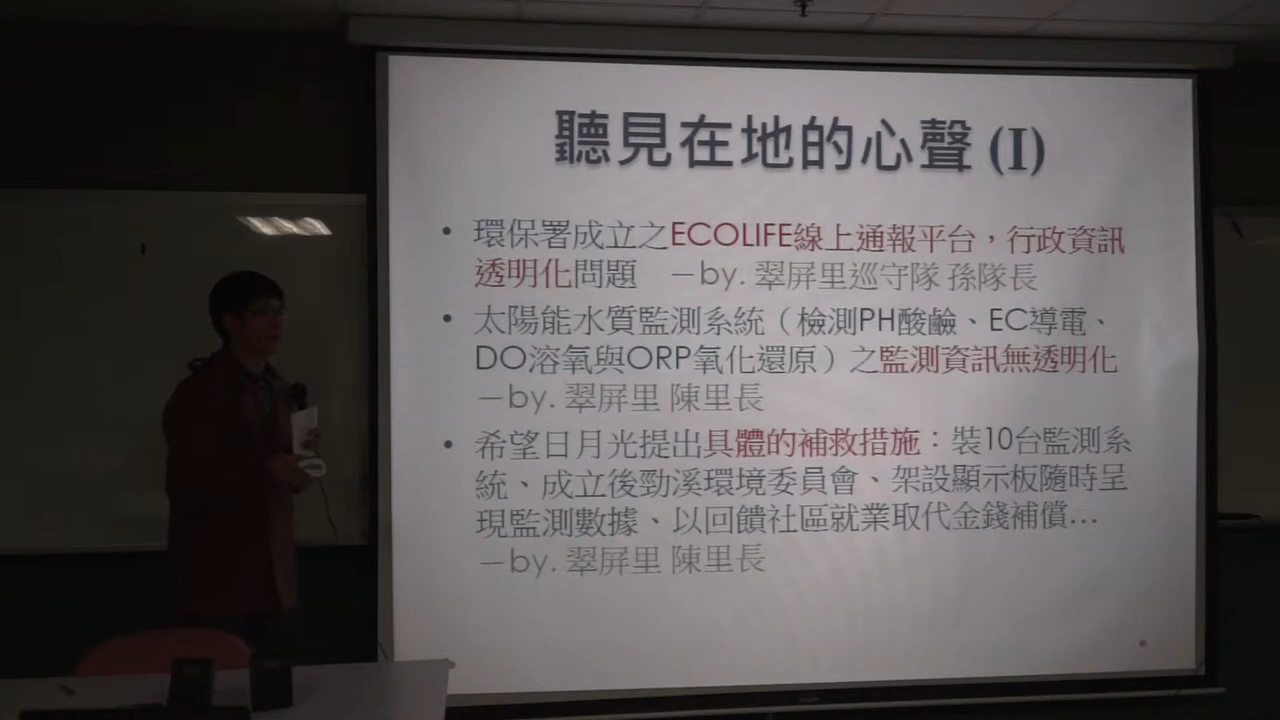 聽見在地的心聲 (I)
• 環保署成立之ECOLIFE線上通報平台，行政資訊
透明化問題　－by. 翠屏里巡守隊 孫隊長
• 太陽能水質監測系統（檢測PH酸鹼、EC導電、
DO溶氧與ORP氧化還原）之監測資訊無透明化
－by. 翠屏里 陳里長
• 希望日月光提出具體的補救措施：裝10台監測系
統、成立後勁溪環境委員會、架設顯示板隨時呈
現監測數據、以回饋社區就業取代金錢補償…
－by. 翠屏里 陳里長